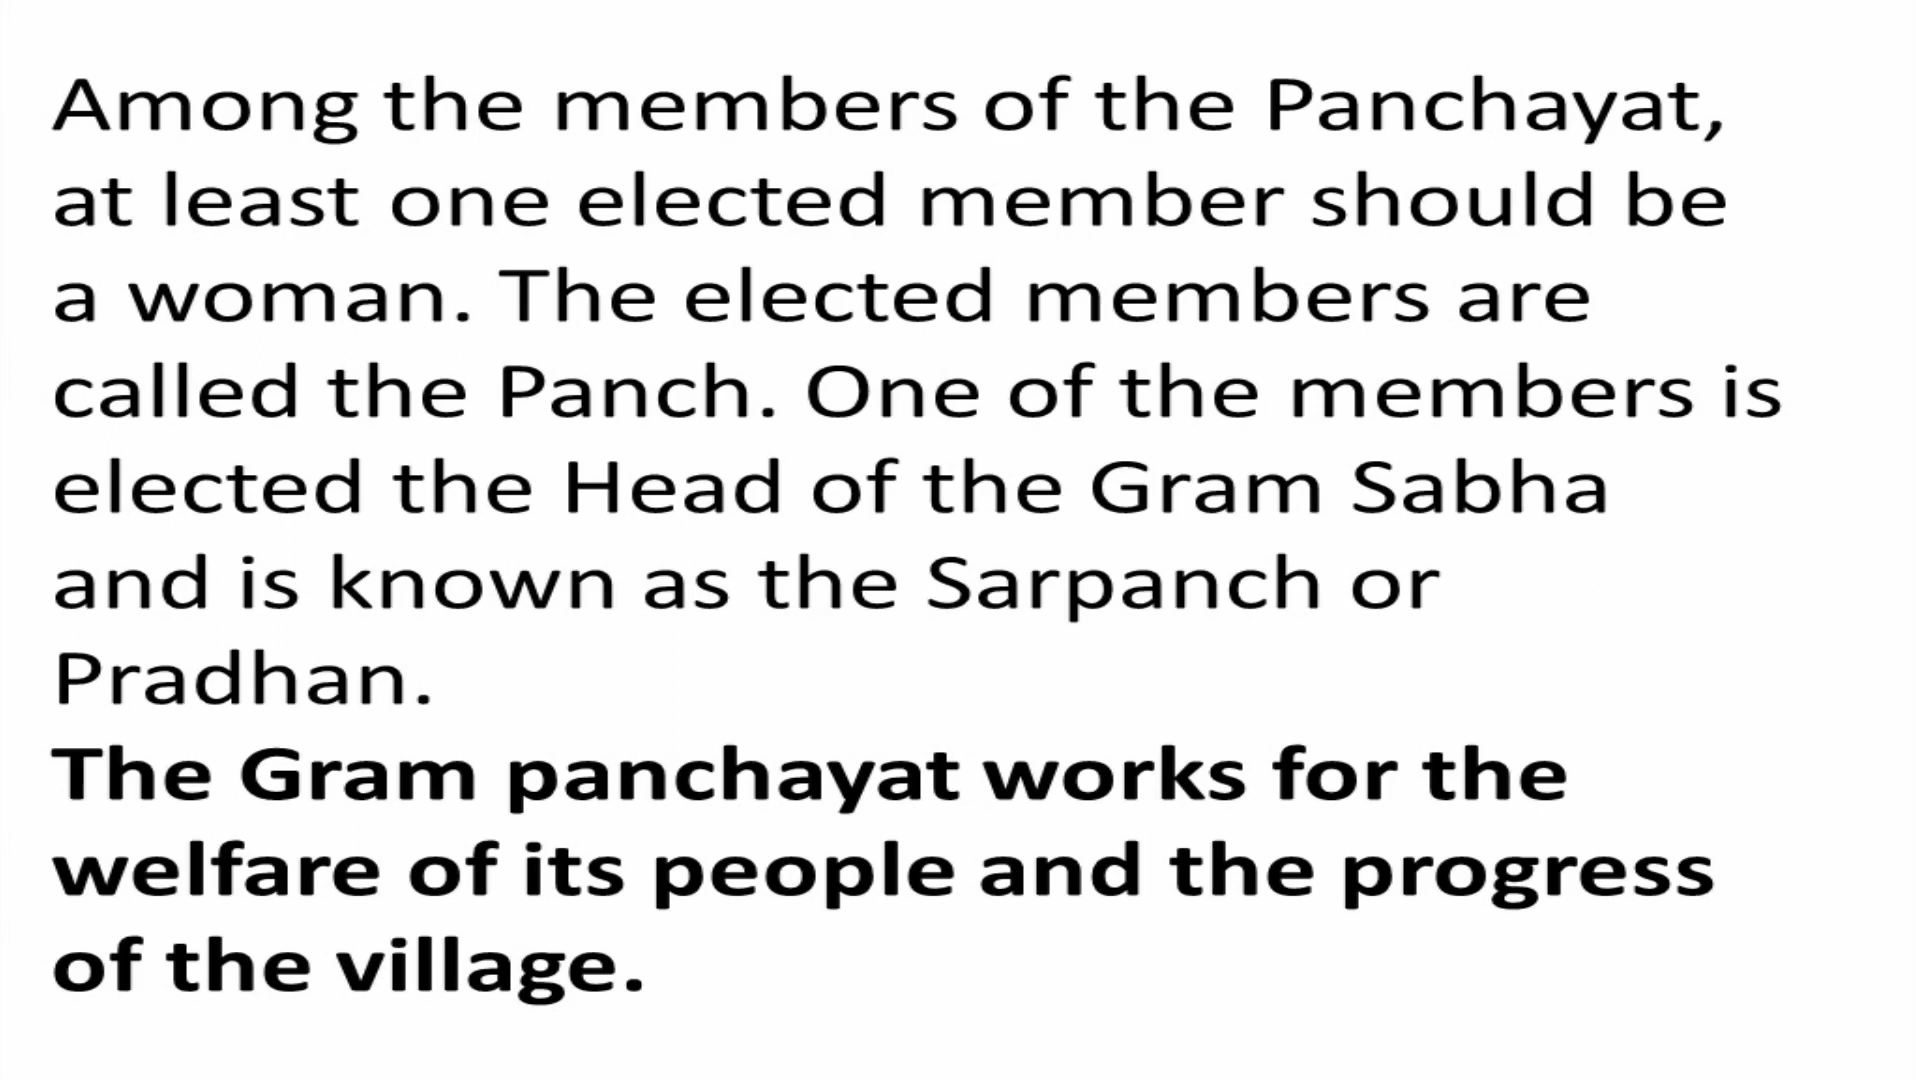 Among the members of the Panchayat,
at least one elected member should be
a woman. The elected members are
called the Panch. One of the members is
elected the Head of the Gram Sabha
and is known as the Sarpanch or
Pradhan.
The Gram panchayat works for the
welfare of its people and the progress
of the village.